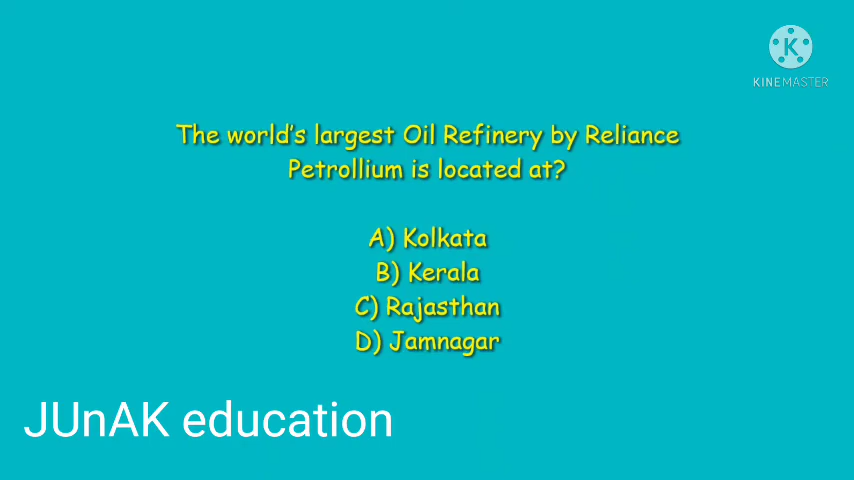 K
KINEMASTER
The world's largest Oil Refinery by Reliance
Petrollium is located at?
A) Kolkata
B) Kerala
C) Rajasthan
D) Jamnagar
JUnAK education